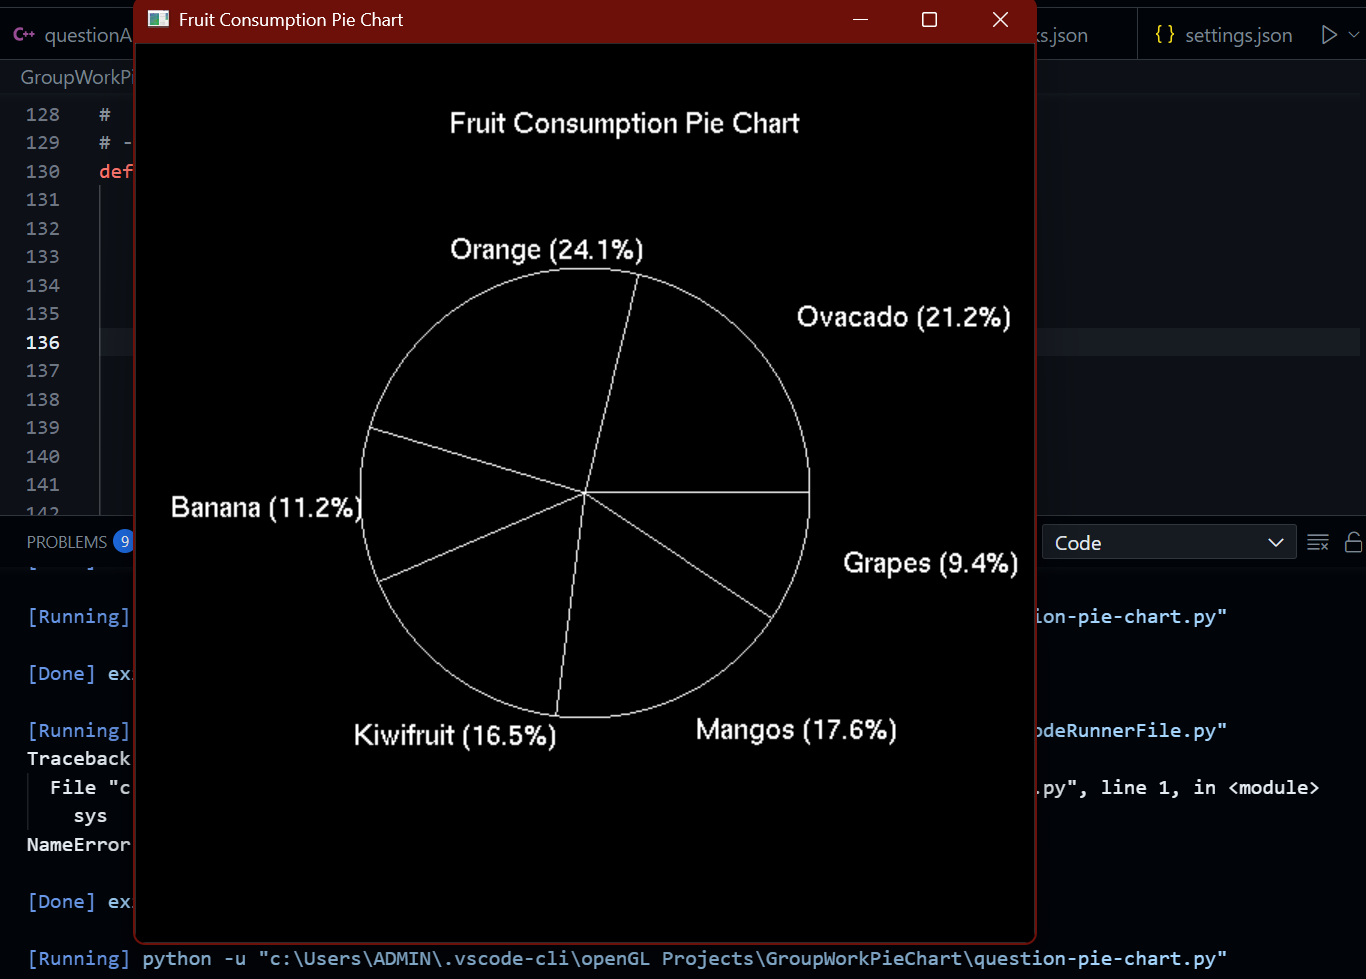 Fruit Consumption Pie Chart
C++ questionA
ks.json
{} settings.json
GroupWorkPi
128 #
129 # -
130 def
131
132
133
134
135
136
137
138
139
140
141
142
Fruit Consumption Pie Chart
Orange (24.1%)
Ovacado (21.2%)
Banana (11.2%)
Grapes (9.4%)
Kiwifruit (16.5%)
Mangos (17.6%)
PROBLEMS 9
Code
[Running] ion-pie-chart.py"
[Done] ex
[Running] odeRunnerFile.py"
Traceback
File "c .py", line 1, in <module>
sys
NameError
[Done] ex
[Running] python -u "c:\Users\ADMIN\.vscode-cli\openGL Projects\GroupWorkPieChart\question-pie-chart.py"